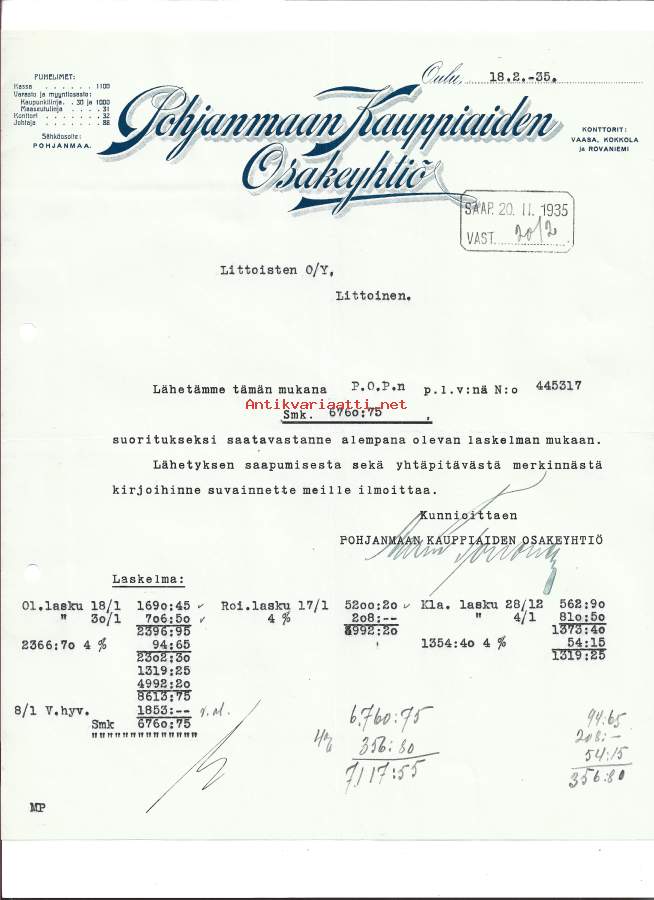 PUHELIMET:
Kassa . . . . . . 1100
Varasto ja myyntiosasto:
Kaupunkilinja. . 30 ja 1000
Maaseutulinja . . . . 31
Konttori . . . . . . . 32
Johtaja . . . . . . . 88
Sähköosoite:
POHJANMAA.
Oulu, 18.2.-35.
Pohjanmaan Kauppiaiden
Osakeyhtiö
KONTTORIT:
VAASA, KOKKOLA
ja ROVANIEMI
SAAP. 20. II. 1935
VAST. 20/2
Littoisten O/Y,
Littoinen.
Lähetämme tämän mukana P.O.P.n p.l.v:nä N:o 445317
Antikvariaatti.net
Smk. 6760:75 ,
suoritukseksi saatavastanne alempana olevan laskelman mukaan.
Lähetyksen saapumisesta sekä yhtäpitävästä merkinnästä
kirjoihinne suvainnette meille ilmoittaa.
Kunnioittaen
POHJANMAAN KAUPPIAIDEN OSAKEYHTIÖ
Laskelma:
Ol.lasku 18/1 1690:45 Roi.lasku 17/1 5200:20 Kla. lasku 28/12 562:90
" 30/1 706:50 4 % 208:-- " 4/1 810:50
2396:95 4992:20 1373:40
2366:70 4 % 94:65 1354:40 4 % 54:15
2302:30 1319:25
1319:25
4992:20
8613:75
8/1 V.hyv. 1853:--
Smk 6760:75
""""""""""""""
6.760:75 94:65
4% 356:80 208:-
7117:55 54:15
356:80
MP